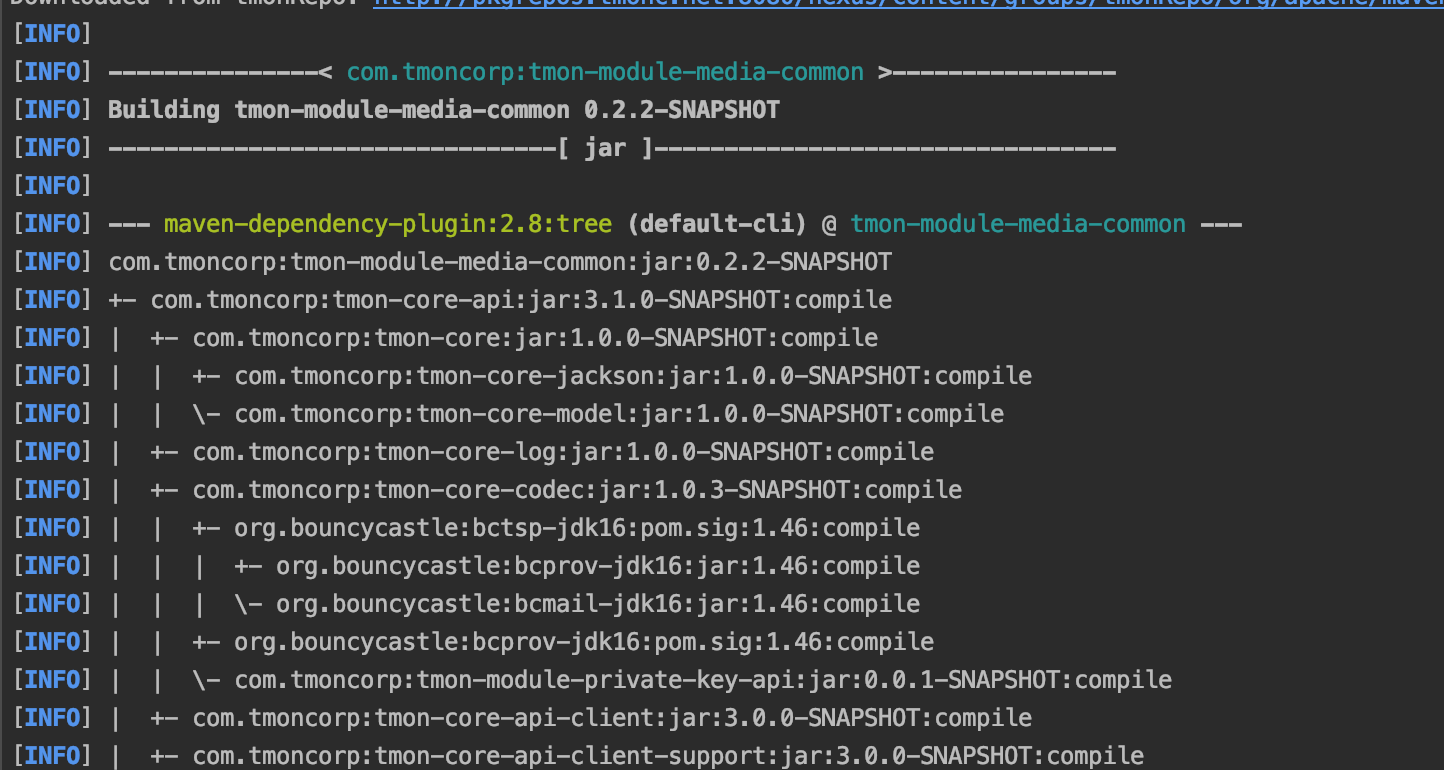 Downloaded from tmonRepo: http://pkgrepos.tmonc.net:8080/nexus/content/groups/tmonRepo/org/apache/maven
[INFO]
[INFO] ---------------< com.tmoncorp:tmon-module-media-common >----------------
[INFO] Building tmon-module-media-common 0.2.2-SNAPSHOT
[INFO] --------------------------------[ jar ]---------------------------------
[INFO]
[INFO] --- maven-dependency-plugin:2.8:tree (default-cli) @ tmon-module-media-common ---
[INFO] com.tmoncorp:tmon-module-media-common:jar:0.2.2-SNAPSHOT
[INFO] +- com.tmoncorp:tmon-core-api:jar:3.1.0-SNAPSHOT:compile
[INFO] |  +- com.tmoncorp:tmon-core:jar:1.0.0-SNAPSHOT:compile
[INFO] |  |  +- com.tmoncorp:tmon-core-jackson:jar:1.0.0-SNAPSHOT:compile
[INFO] |  |  \- com.tmoncorp:tmon-core-model:jar:1.0.0-SNAPSHOT:compile
[INFO] |  +- com.tmoncorp:tmon-core-log:jar:1.0.0-SNAPSHOT:compile
[INFO] |  +- com.tmoncorp:tmon-core-codec:jar:1.0.3-SNAPSHOT:compile
[INFO] |  |  +- org.bouncycastle:bctsp-jdk16:pom.sig:1.46:compile
[INFO] |  |  |  +- org.bouncycastle:bcprov-jdk16:jar:1.46:compile
[INFO] |  |  |  \- org.bouncycastle:bcmail-jdk16:jar:1.46:compile
[INFO] |  |  +- org.bouncycastle:bcprov-jdk16:pom.sig:1.46:compile
[INFO] |  |  \- com.tmoncorp:tmon-module-private-key-api:jar:0.0.1-SNAPSHOT:compile
[INFO] |  +- com.tmoncorp:tmon-core-api-client:jar:3.0.0-SNAPSHOT:compile
[INFO] |  +- com.tmoncorp:tmon-core-api-client-support:jar:3.0.0-SNAPSHOT:compile